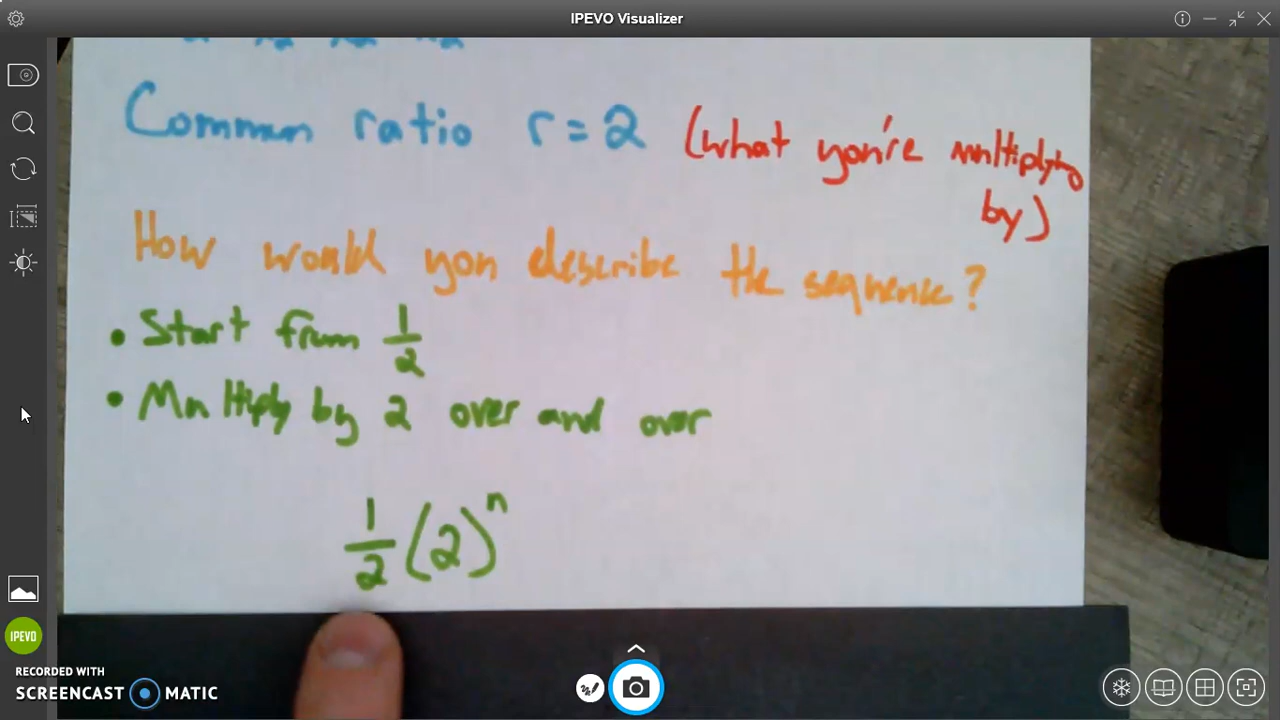 IPEVO Visualizer
Common ratio r = 2 (what you're multiplying
by)
How would you describe the sequence?
• Start from 1/2
• Multiply by 2 over and over
1/2 (2)^n
IPEVO
RECORDED WITH
SCREENCAST MATIC